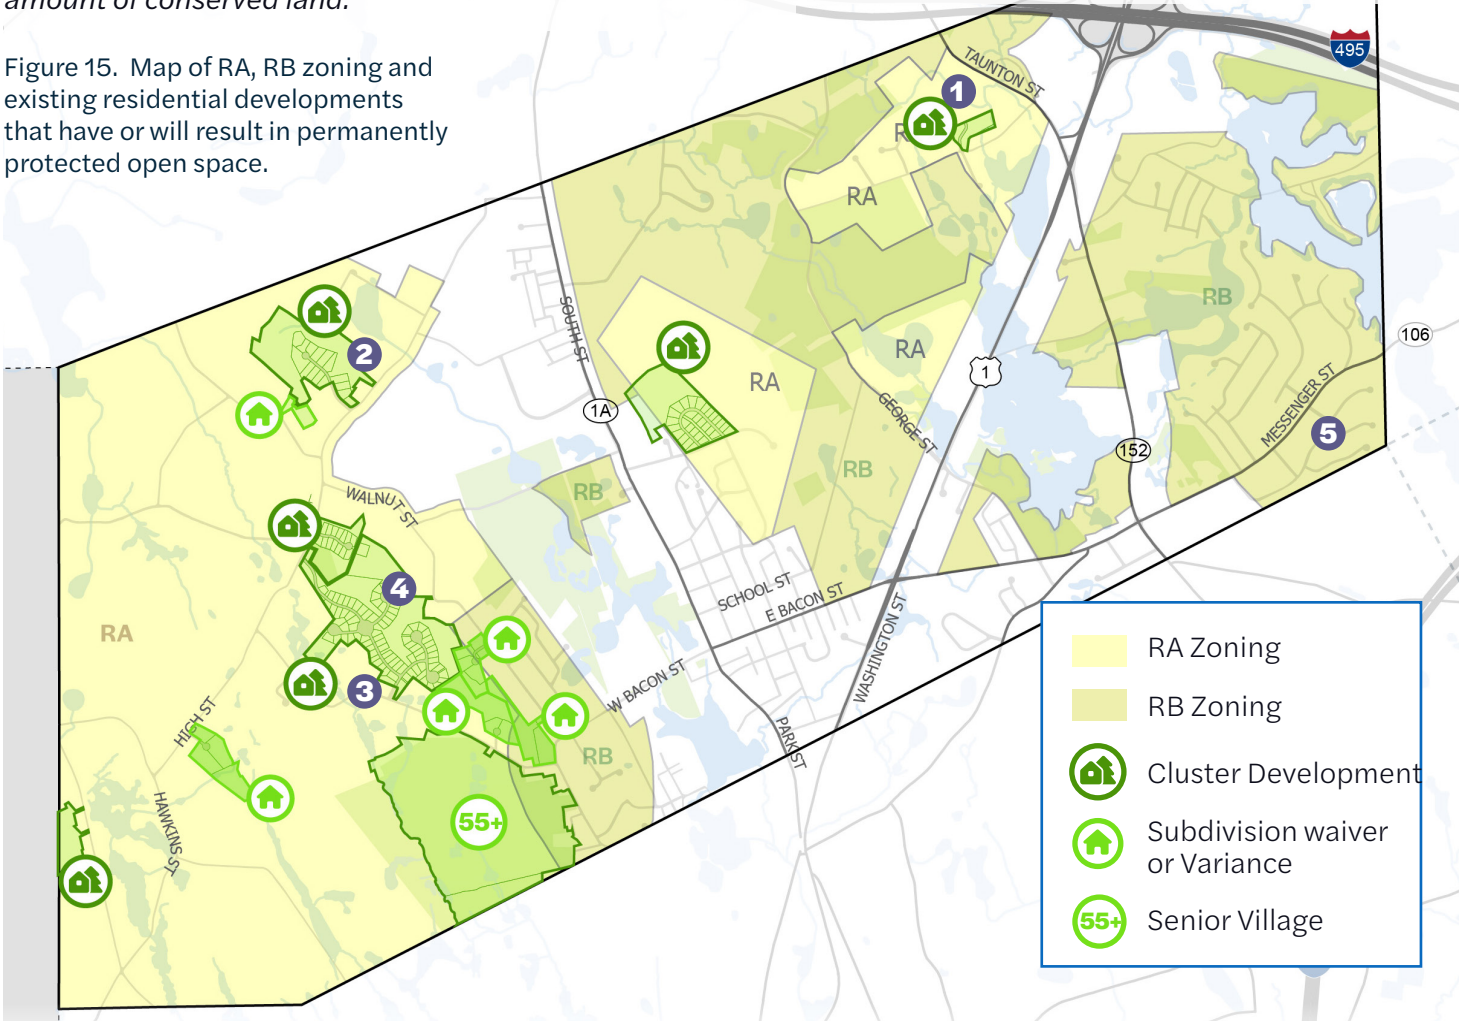 amount of conserved land.
Figure 15. Map of RA, RB zoning and
existing residential developments
that have or will result in permanently
protected open space.
495
TAUNTON ST
1
RA
RB
106
2
SOUTH ST
RA
RA
1
1A
GEORGE ST
MESSENGER ST
5
152
RB
RB
WALNUT ST
4
SCHOOL ST
E BACON ST
WASHINGTON ST
RA
3
W BACON ST
HIGH ST
PARK ST
RB
HAWKINS ST
55+
RA Zoning
RB Zoning
Cluster Development
Subdivision waiver
or Variance
55+
Senior Village